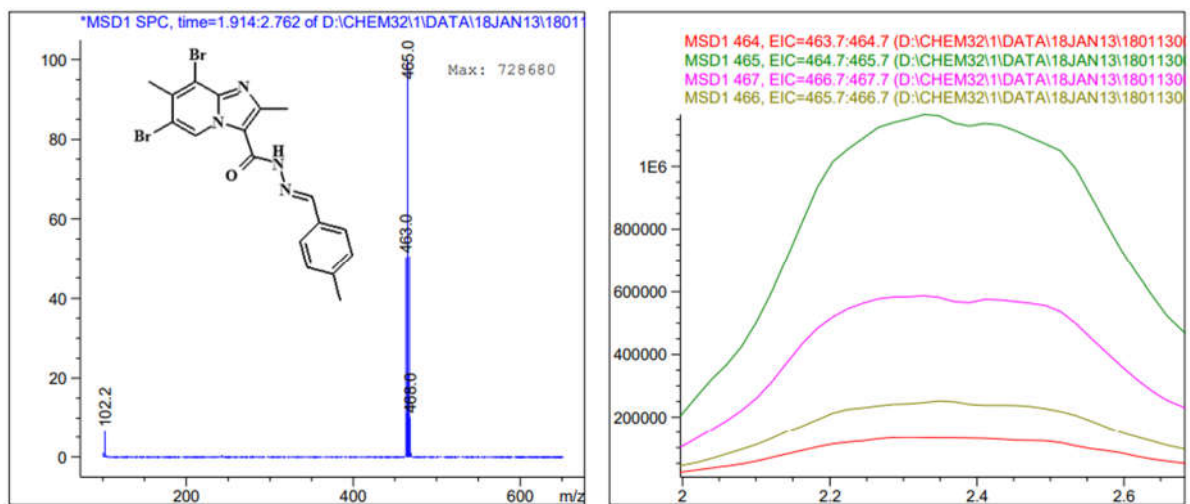 *MSD1 SPC, time=1.914:2.762 of D:\CHEM32\1\DATA\18JAN13\18011
100
80
60
40
20
0
465.0
463.0
468.0
102.2
Max: 728680
Br
N
Br
N
H
N
O
N
200
400
600
m/z
MSD1 464, EIC=463.7:464.7 (D:\CHEM32\1\DATA\18JAN13\1801130
MSD1 465, EIC=464.7:465.7 (D:\CHEM32\1\DATA\18JAN13\1801130
MSD1 467, EIC=466.7:467.7 (D:\CHEM32\1\DATA\18JAN13\1801130
MSD1 466, EIC=465.7:466.7 (D:\CHEM32\1\DATA\18JAN13\1801130
1E6
800000
600000
400000
200000
2
2.2
2.4
2.6